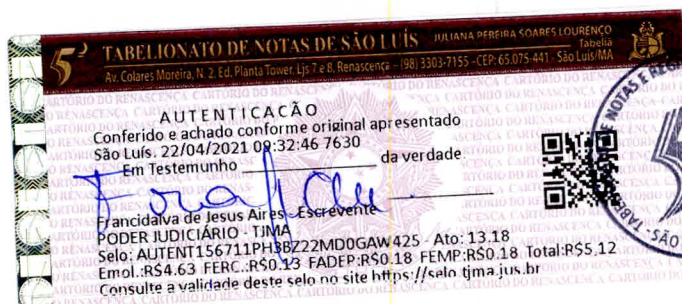 5º TABELIONATO DE NOTAS DE SÃO LUÍS JULIANA PEREIRA SOARES LOURENÇO
Tabeliã
Av. Colares Moreira, N. 2, Ed. Planta Tower, Ljs 7 e 8, Renascença - (98) 3303-7155 - CEP: 65.075-441 - São Luís/MA
AUTENTICACÃO
Conferido e achado conforme original apresentado
São Luís. 22/04/2021 09:32:46 7630
Em Testemunho da verdade.
Francidalva de Jesus Aires - Escrevente
PODER JUDICIÁRIO - TJMA
Selo: AUTENT156711PH3BZ22MD0GAW425 - Ato: 13.18
Emol.:R$4.63 FERC.:R$0.13 FADEP:R$0.18 FEMP:R$0.18 Total:R$5.12
Consulte a validade deste selo no site https://selo.tjma.jus.br
NOTAS E
SÃO